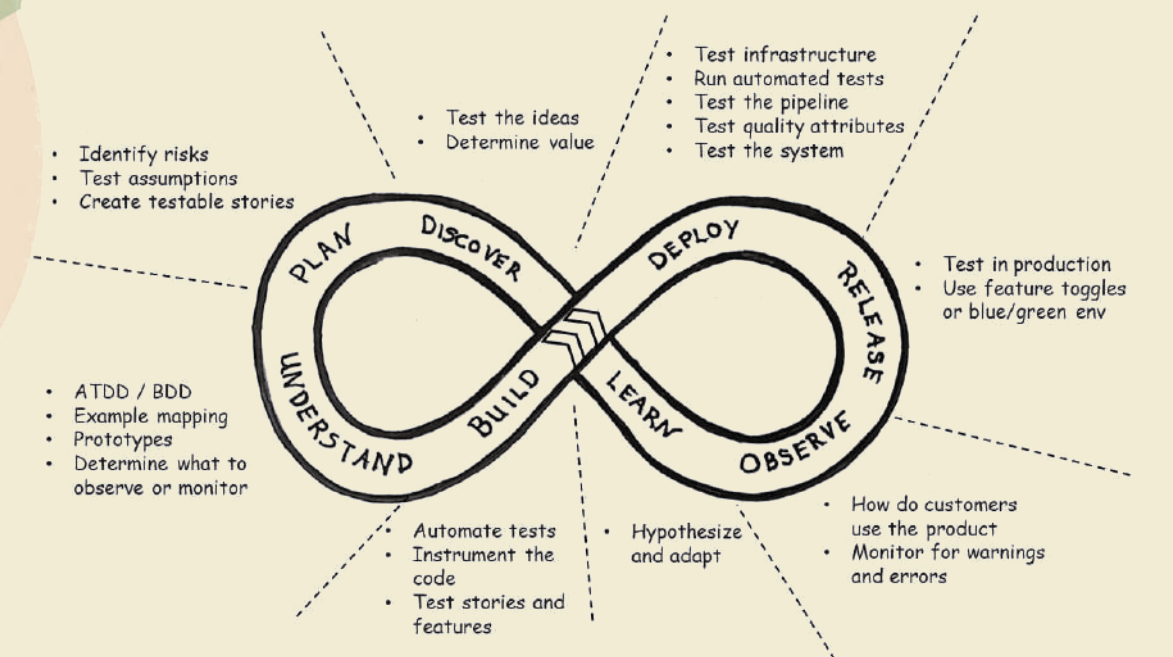 • Test the ideas
• Determine value
• Test infrastructure
• Run automated tests
• Test the pipeline
• Test quality attributes
• Test the system
• Identify risks
• Test assumptions
• Create testable stories
PLAN
DISCOVER
DEPLOY
RELEASE
• Test in production
• Use feature toggles
or blue/green env
UNDERSTAND
BUILD
LEARN
OBSERVE
• ATDD / BDD
• Example mapping
• Prototypes
• Determine what to
observe or monitor
• Automate tests
• Instrument the
code
• Test stories and
features
• Hypothesize
and adapt
• How do customers
use the product
• Monitor for warnings
and errors